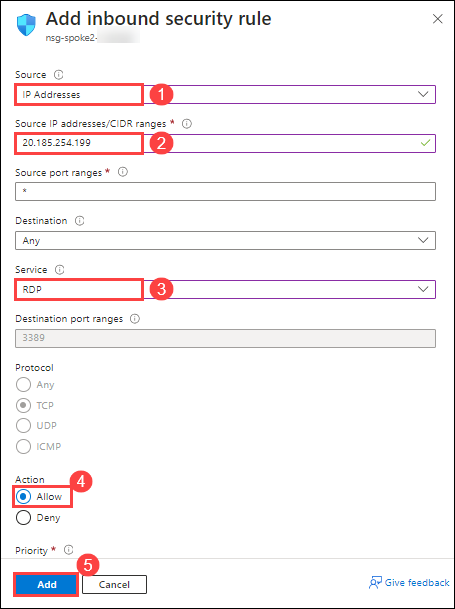 Add inbound security rule
nsg-spoke2-
Source
IP Addresses
1
Source IP addresses/CIDR ranges *
20.185.254.199
2
Source port ranges *
*
Destination
Any
Service
RDP
3
Destination port ranges
3389
Protocol
Any
TCP
UDP
ICMP
Action
4
Allow
Deny
Priority *
5
Add
Cancel
Give feedback